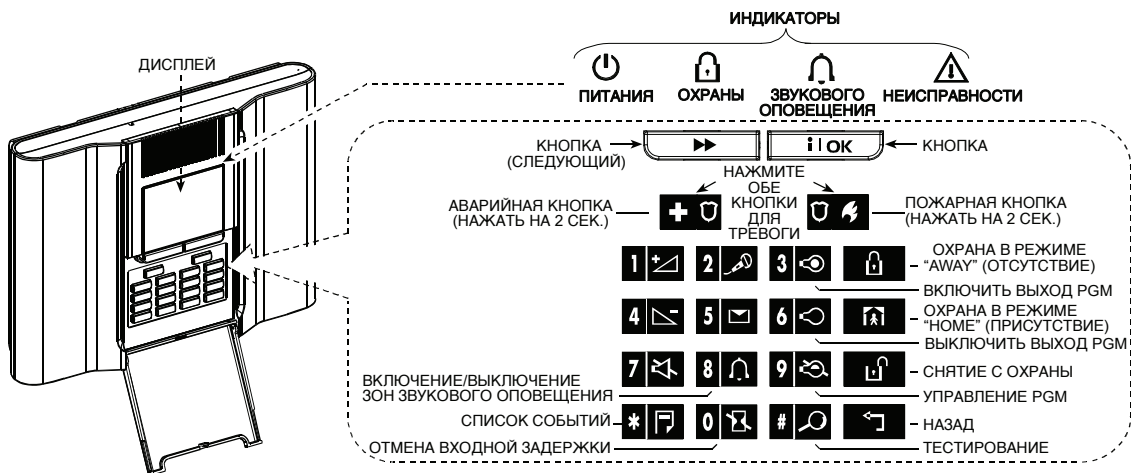 ИНДИКАТОРЫ
ДИСПЛЕЙ
ПИТАНИЯ
ОХРАНЫ
ЗВУКОВОГО
ОПОВЕЩЕНИЯ
НЕИСПРАВНОСТИ
КНОПКА
(СЛЕДУЮЩИЙ)
i | OK
КНОПКА
НАЖМИТЕ
ОБЕ
КНОПКИ
ДЛЯ
ТРЕВОГИ
АВАРИЙНАЯ КНОПКА
(НАЖАТЬ НА 2 СЕК.)
ПОЖАРНАЯ КНОПКА
(НАЖАТЬ НА 2 СЕК.)
1 2 3
ОХРАНА В РЕЖИМЕ
“AWAY” (ОТСУТСТВИЕ)
ВКЛЮЧИТЬ ВЫХОД PGM
4 5 6
ОХРАНА В РЕЖИМЕ
“HOME” (ПРИСУТСТВИЕ)
ВЫКЛЮЧИТЬ ВЫХОД PGM
7 8 9
СНЯТИЕ С ОХРАНЫ
ВКЛЮЧЕНИЕ/ВЫКЛЮЧЕНИЕ
ЗОН ЗВУКОВОГО ОПОВЕЩЕНИЯ
УПРАВЛЕНИЕ PGM
СПИСОК СОБЫТИЙ
* 0 #
НАЗАД
ОТМЕНА ВХОДНОЙ ЗАДЕРЖКИ
ТЕСТИРОВАНИЕ